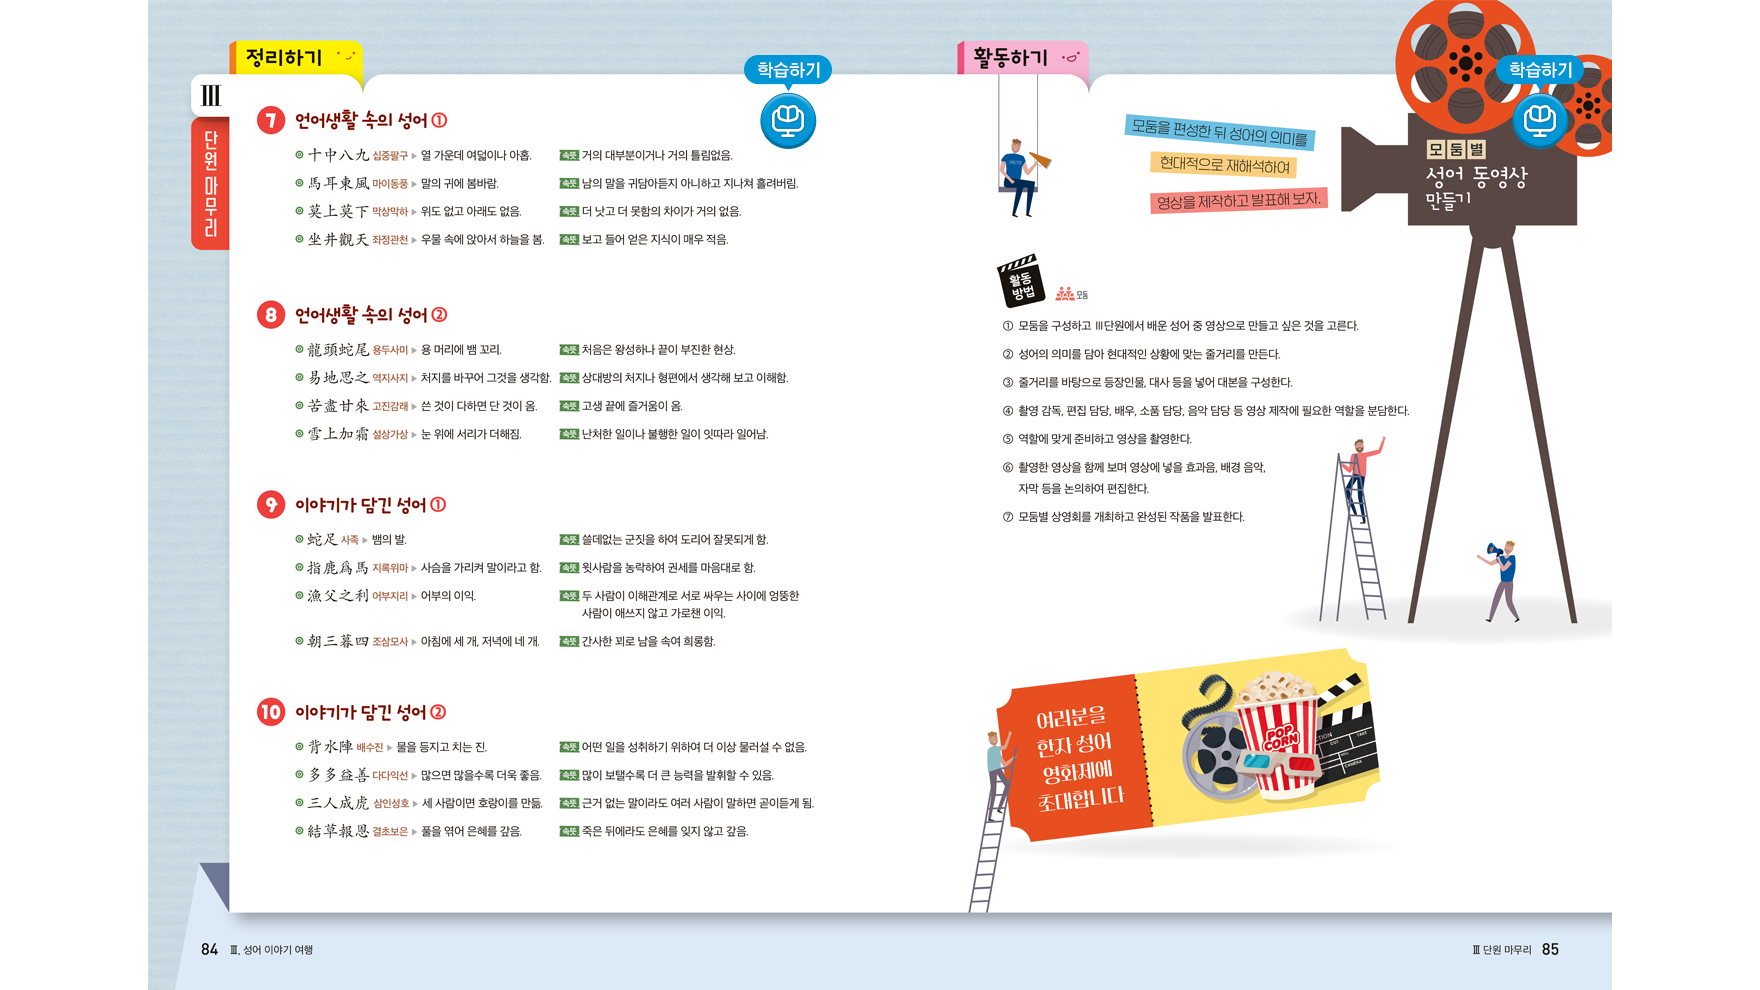 정리하기
Ⅲ
단원 마무리
학습하기
7 언어생활 속의 성어 ①
十中八九 십중팔구 ▶ 열 가운데 여덟이나 아홉. 속뜻 거의 대부분이거나 거의 틀림없음.
馬耳東風 마이동풍 ▶ 말의 귀에 봄바람. 속뜻 남의 말을 귀담아듣지 아니하고 지나쳐 흘려버림.
莫上莫下 막상막하 ▶ 위도 없고 아래도 없음. 속뜻 더 낫고 더 못함의 차이가 거의 없음.
坐井觀天 좌정관천 ▶ 우물 속에 앉아서 하늘을 봄. 속뜻 보고 들어 얻은 지식이 매우 적음.
8 언어생활 속의 성어 ②
龍頭蛇尾 용두사미 ▶ 용 머리에 뱀 꼬리. 속뜻 처음은 왕성하나 끝이 부진한 현상.
易地思之 역지사지 ▶ 처지를 바꾸어 그것을 생각함. 속뜻 상대방의 처지나 형편에서 생각해 보고 이해함.
苦盡甘來 고진감래 ▶ 쓴 것이 다하면 단 것이 옴. 속뜻 고생 끝에 즐거움이 옴.
雪上加霜 설상가상 ▶ 눈 위에 서리가 더해짐. 속뜻 난처한 일이나 불행한 일이 잇따라 일어남.
9 이야기가 담긴 성어 ①
蛇足 사족 ▶ 뱀의 발. 속뜻 쓸데없는 군짓을 하여 도리어 잘못되게 함.
指鹿爲馬 지록위마 ▶ 사슴을 가리켜 말이라고 함. 속뜻 윗사람을 농락하여 권세를 마음대로 함.
漁父之利 어부지리 ▶ 어부의 이익. 속뜻 두 사람이 이해관계로 서로 싸우는 사이에 엉뚱한
사람이 애쓰지 않고 가로챈 이익.
朝三暮四 조삼모사 ▶ 아침에 세 개, 저녁에 네 개. 속뜻 간사한 꾀로 남을 속여 희롱함.
10 이야기가 담긴 성어 ②
背水陣 배수진 ▶ 물을 등지고 치는 진. 속뜻 어떤 일을 성취하기 위하여 더 이상 물러설 수 없음.
多多益善 다다익선 ▶ 많으면 많을수록 더욱 좋음. 속뜻 많이 보탤수록 더 큰 능력을 발휘할 수 있음.
三人成虎 삼인성호 ▶ 세 사람이면 호랑이를 만듦. 속뜻 근거 없는 말이라도 여러 사람이 말하면 곧이듣게 됨.
結草報恩 결초보은 ▶ 풀을 엮어 은혜를 갚음. 속뜻 죽은 뒤에라도 은혜를 잊지 않고 갚음.
84 Ⅲ. 성어 이야기 여행
활동하기
학습하기
모둠을 편성한 뒤 성어의 의미를
현대적으로 재해석하여
영상을 제작하고 발표해 보자.
모둠별
성어 동영상
만들기
활동
방법
모둠
① 모둠을 구성하고 Ⅲ단원에서 배운 성어 중 영상으로 만들고 싶은 것을 고른다.
② 성어의 의미를 담아 현대적인 상황에 맞는 줄거리를 만든다.
③ 줄거리를 바탕으로 등장인물, 대사 등을 넣어 대본을 구성한다.
④ 촬영 감독, 편집 담당, 배우, 소품 담당, 음악 담당 등 영상 제작에 필요한 역할을 분담한다.
⑤ 역할에 맞게 준비하고 영상을 촬영한다.
⑥ 촬영한 영상을 함께 보며 영상에 넣을 효과음, 배경 음악,
자막 등을 논의하여 편집한다.
⑦ 모둠별 상영회를 개최하고 완성된 작품을 발표한다.
여러분을
한자 성어
영화제에
초대합니다
POP
CORN
CUT
TAKE
CAMERA
Ⅲ 단원 마무리 85